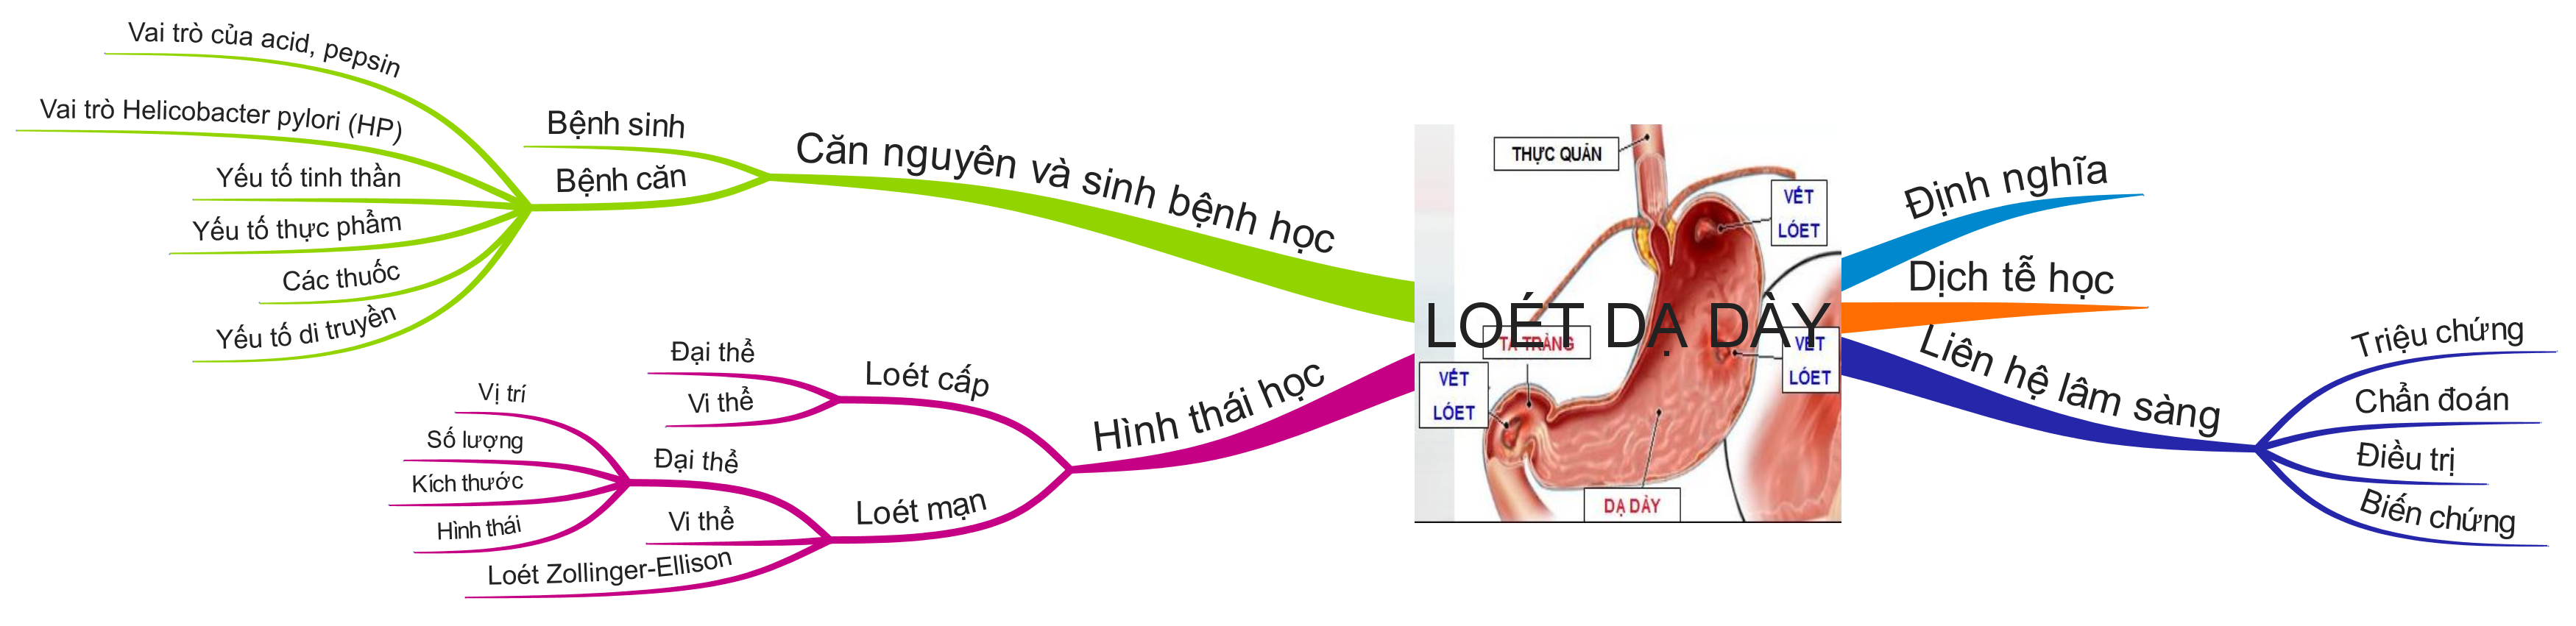 Vai trò của acid, pepsin
Vai trò Helicobacter pylori (HP)
Yếu tố tinh thần
Yếu tố thực phẩm
Các thuốc
Yếu tố di truyền
Bệnh sinh
Bệnh căn
Căn nguyên và sinh bệnh học
Vị trí
Số lượng
Kích thước
Hình thái
Đại thể
Vi thể
Đại thể
Vi thể
Loét Zollinger-Ellison
Loét cấp
Loét mạn
Hình thái học
THỰC QUẢN
VẾT
LÓET
LOÉT DẠ DÀY
TÁ TRÀNG
VẾT
LÓET
VẾT
LÓET
DẠ DÀY
Định nghĩa
Dịch tễ học
Liên hệ lâm sàng
Triệu chứng
Chẩn đoán
Điều trị
Biến chứng